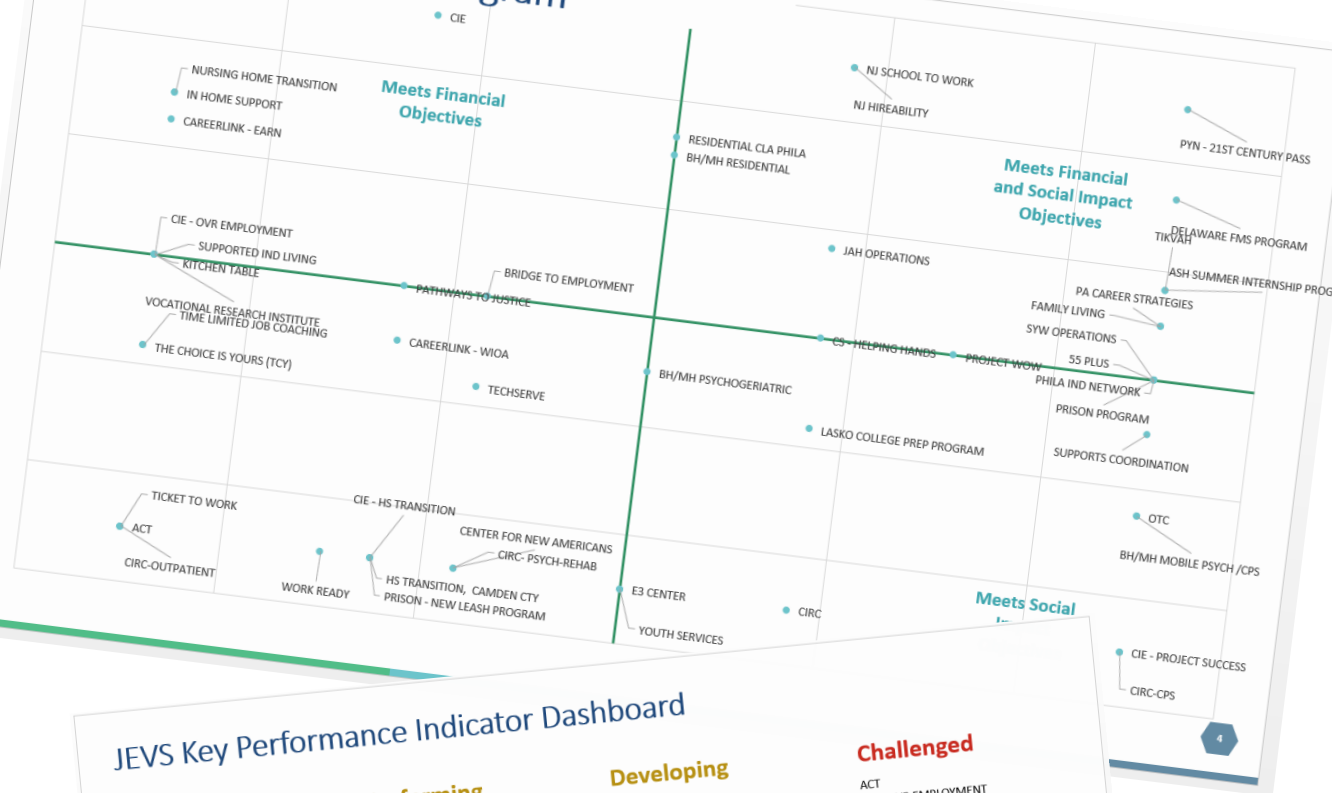 CIE
NURSING HOME TRANSITION
IN HOME SUPPORT
CAREERLINK - EARN
Meets Financial
Objectives
NJ SCHOOL TO WORK
NJ HIREABILITY
PYN - 21ST CENTURY PASS
RESIDENTIAL CLA PHILA
BH/MH RESIDENTIAL
Meets Financial
and Social Impact
Objectives
DELAWARE FMS PROGRAM
TIKVAH
CIE - OVR EMPLOYMENT
SUPPORTED IND LIVING
KITCHEN TABLE
VOCATIONAL RESEARCH INSTITUTE
TIME LIMITED JOB COACHING
THE CHOICE IS YOURS (TCY)
BRIDGE TO EMPLOYMENT
PATHWAYS TO JUSTICE
CAREERLINK - WIOA
TECHSERVE
JAH OPERATIONS
ASH SUMMER INTERNSHIP
PA CAREER STRATEGIES
FAMILY LIVING
SYW OPERATIONS
CS - HELPING HANDS
PROJECT WOW
55 PLUS
PHILA IND NETWORK
PRISON PROGRAM
BH/MH PSYCHOGERIATRIC
LASKO COLLEGE PREP PROGRAM
SUPPORTS COORDINATION
TICKET TO WORK
ACT
CIRC-OUTPATIENT
CIE - HS TRANSITION
CENTER FOR NEW AMERICANS
CIRC- PSYCH-REHAB
WORK READY
HS TRANSITION, CAMDEN CTY
PRISON - NEW LEASH PROGRAM
E3 CENTER
YOUTH SERVICES
CIRC
OTC
BH/MH MOBILE PSYCH /CPS
Meets Social
CIE - PROJECT SUCCESS
CIRC-CPS
4
JEVS Key Performance Indicator Dashboard
Developing
Challenged
ACT
EMPLOYMENT